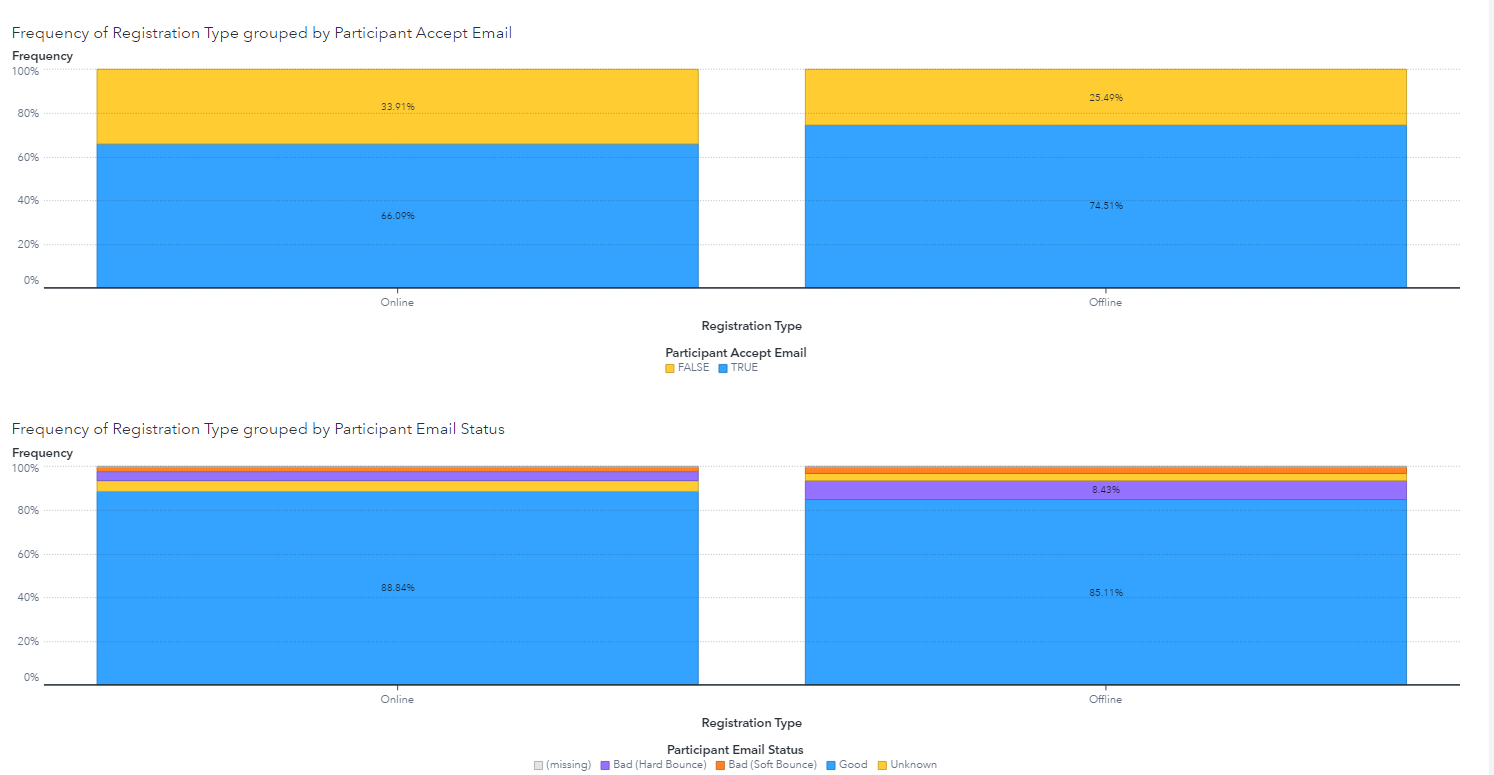 Frequency of Registration Type grouped by Participant Accept Email
Frequency
100%
80%
60%
40%
20%
0%
33.91%
66.09%
25.49%
74.51%
Online
Offline
Registration Type
Participant Accept Email
FALSE TRUE
Frequency of Registration Type grouped by Participant Email Status
Frequency
100%
80%
60%
40%
20%
0%
88.84%
8.43%
85.11%
Online
Offline
Registration Type
Participant Email Status
(missing) Bad (Hard Bounce) Bad (Soft Bounce) Good Unknown